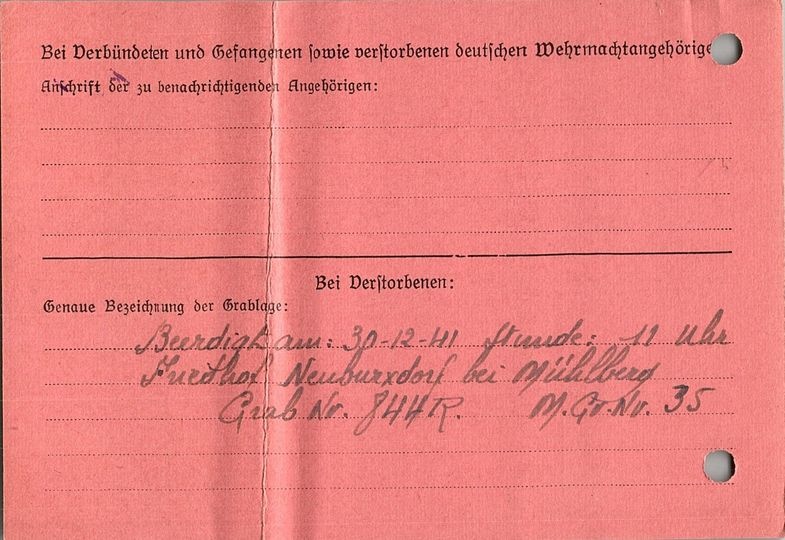 Bei Verbündeten und Gefangenen sowie verstorbenen deutschen Wehrmachtangehörige
Anschrift der zu benachrichtigenden Angehörigen:
Bei Verstorbenen:
Genaue Bezeichnung der Grablage:
Beerdigt am: 30-12-41 Stunde: 11 Uhr
Friedhof Neuburxdorf bei Mühlberg
Grab Nr. 844R. M.Gr.Nr. 35